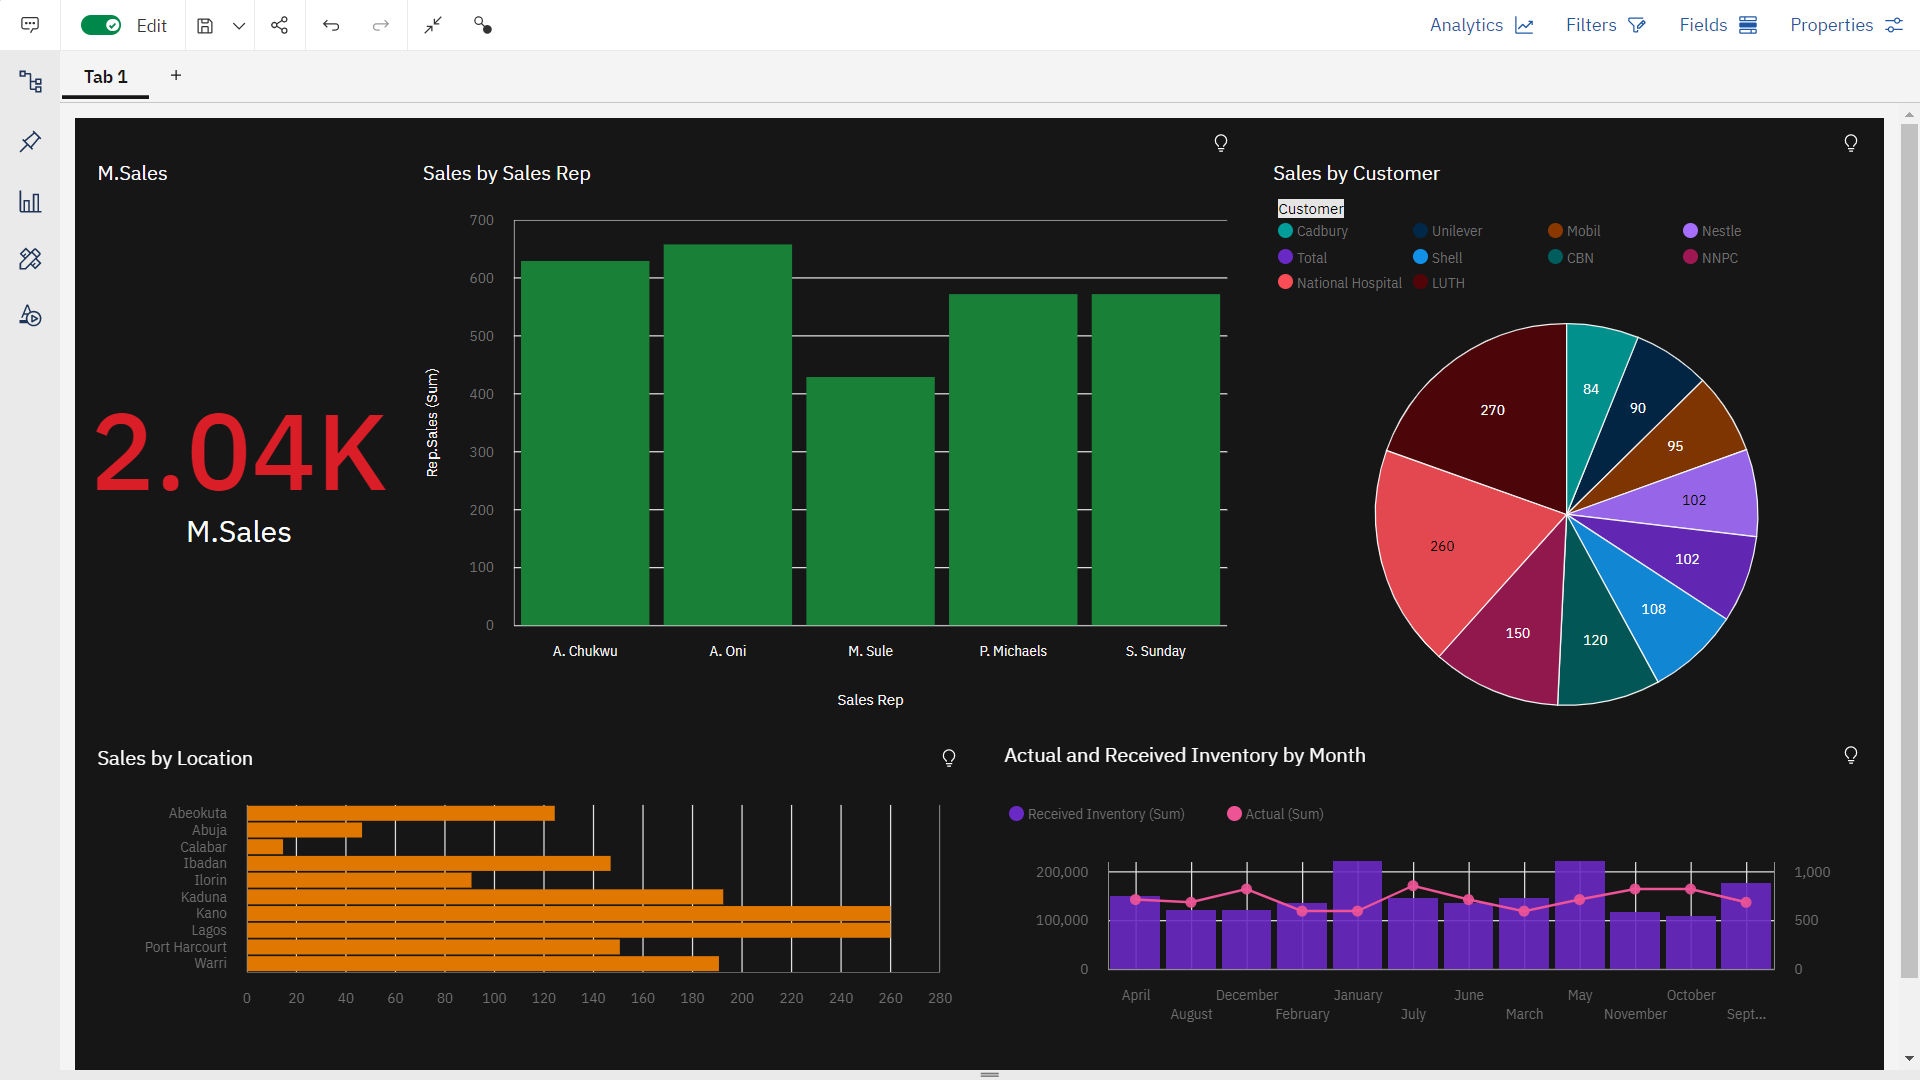 Edit
Analytics
Filters
Fields
Properties
Tab 1
+
M.Sales
2.04K
M.Sales
Sales by Sales Rep
Rep.Sales (Sum)
700
600
500
400
300
200
100
0
A. Chukwu A. Oni M. Sule P. Michaels S. Sunday
Sales Rep
Sales by Customer
Customer
Cadbury Unilever Mobil Nestle
Total Shell CBN NNPC
National Hospital LUTH
84
90
95
102
102
108
120
150
260
270
Sales by Location
Abeokuta
Abuja
Calabar
Ibadan
Ilorin
Kaduna
Kano
Lagos
Port Harcourt
Warri
0 20 40 60 80 100 120 140 160 180 200 220 240 260 280
Actual and Received Inventory by Month
Received Inventory (Sum) Actual (Sum)
200,000
100,000
0
1,000
500
0
April December January June May October
August February July March November Sept...